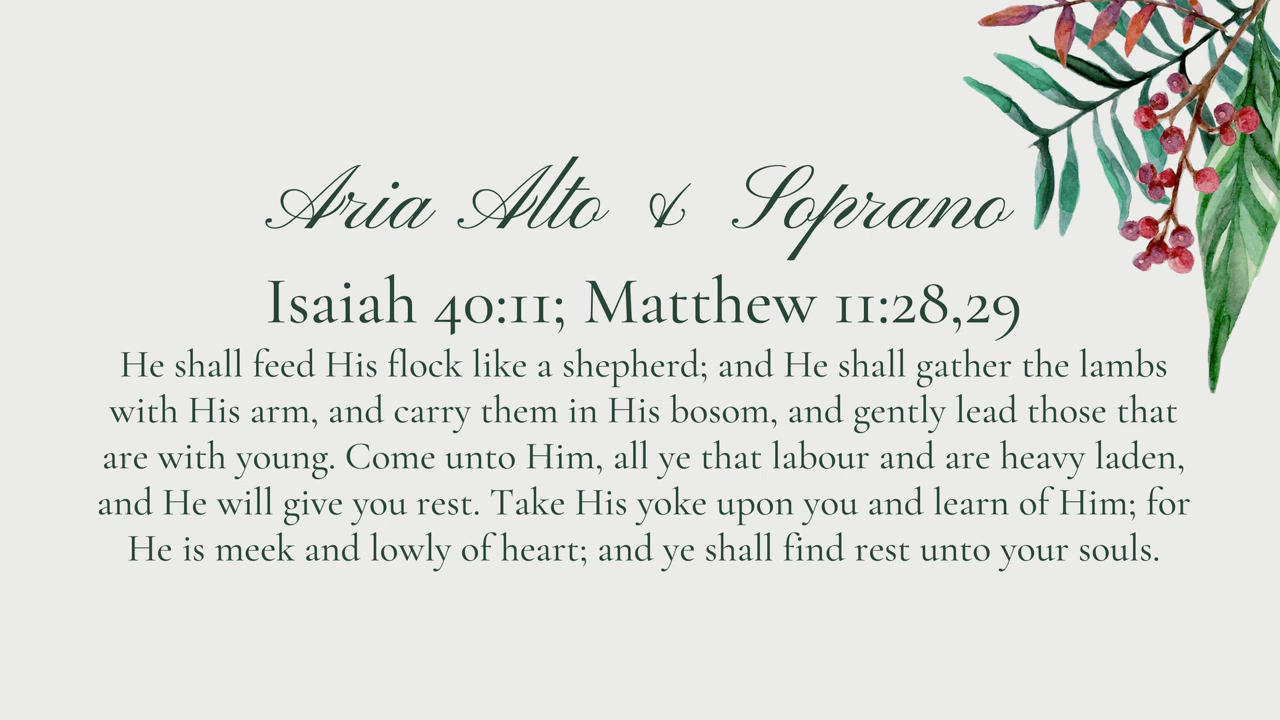 Aria Alto & Soprano
Isaiah 40:11; Matthew 11:28,29
He shall feed His flock like a shepherd; and He shall gather the lambs
with His arm, and carry them in His bosom, and gently lead those that
are with young. Come unto Him, all ye that labour and are heavy laden,
and He will give you rest. Take His yoke upon you and learn of Him; for
He is meek and lowly of heart; and ye shall find rest unto your souls.